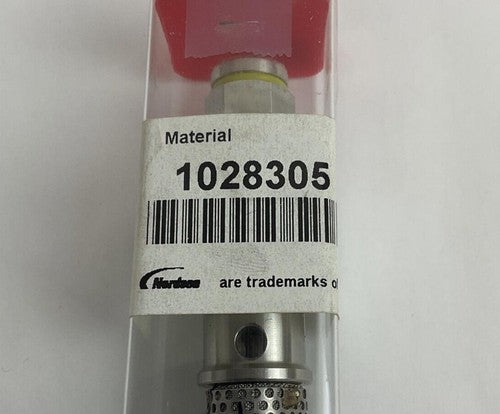 Material
1028305
Nordson are trademarks o